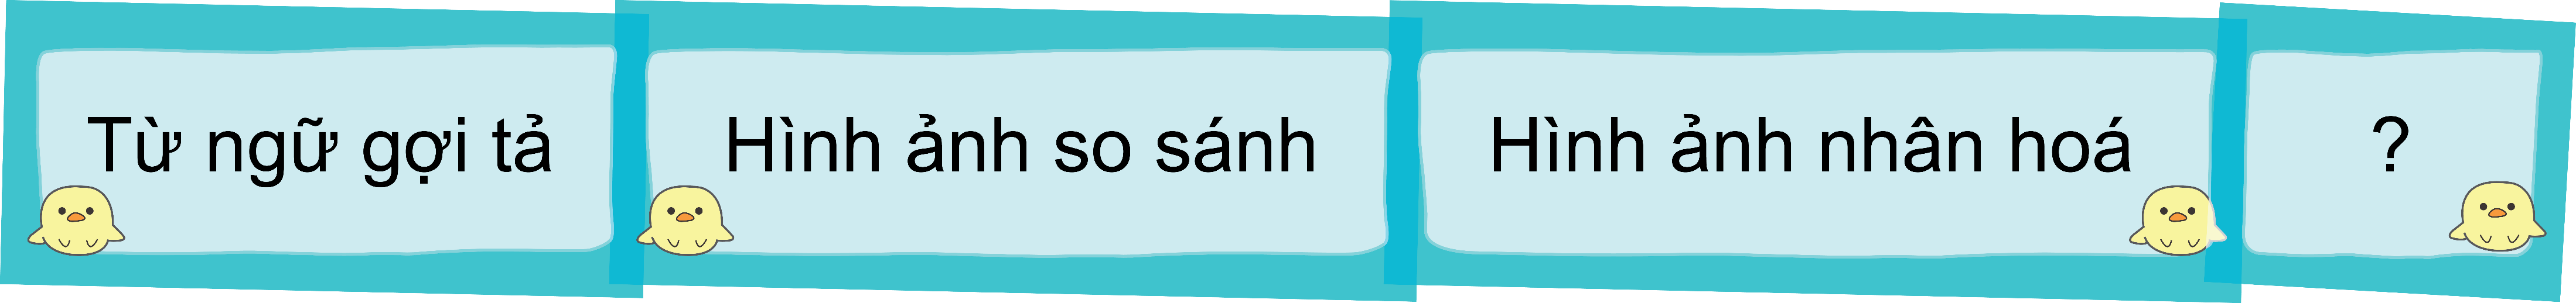 Từ ngữ gợi tả
Hình ảnh so sánh
Hình ảnh nhân hoá
?